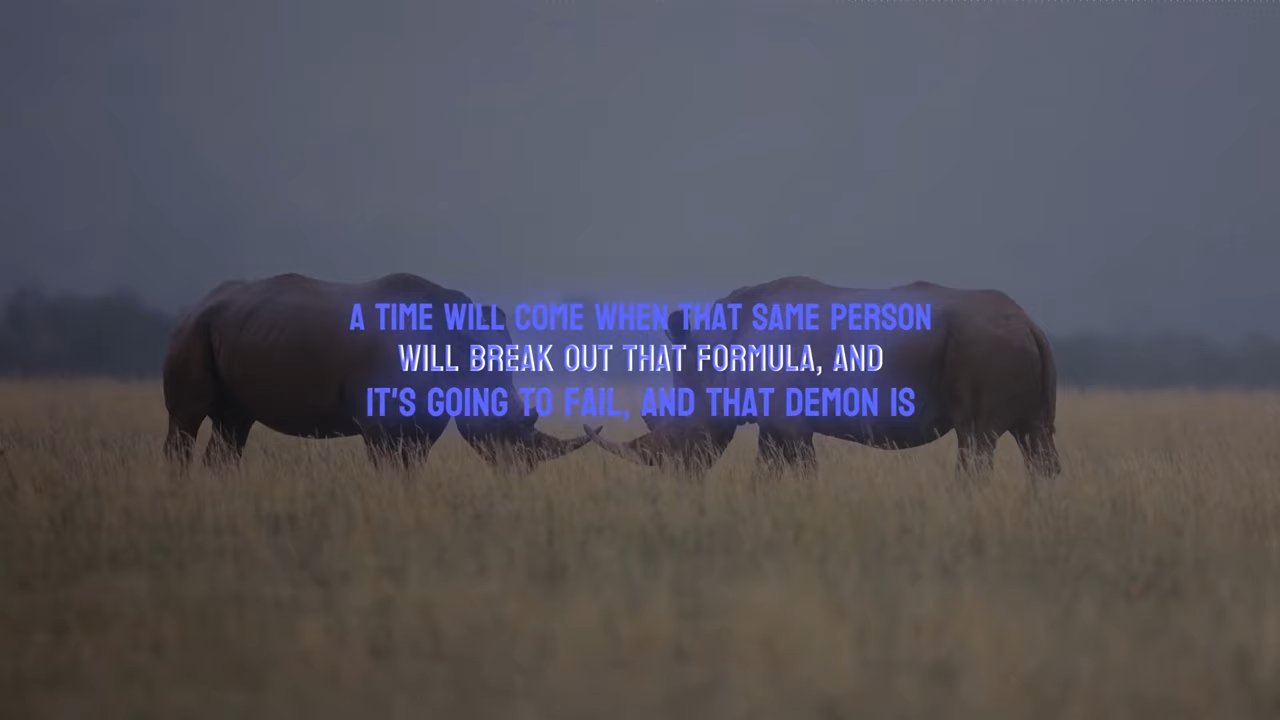 A TIME WILL COME WHEN THAT SAME PERSON
WILL BREAK OUT THAT FORMULA, AND
IT'S GOING TO FAIL, AND THAT DEMON IS